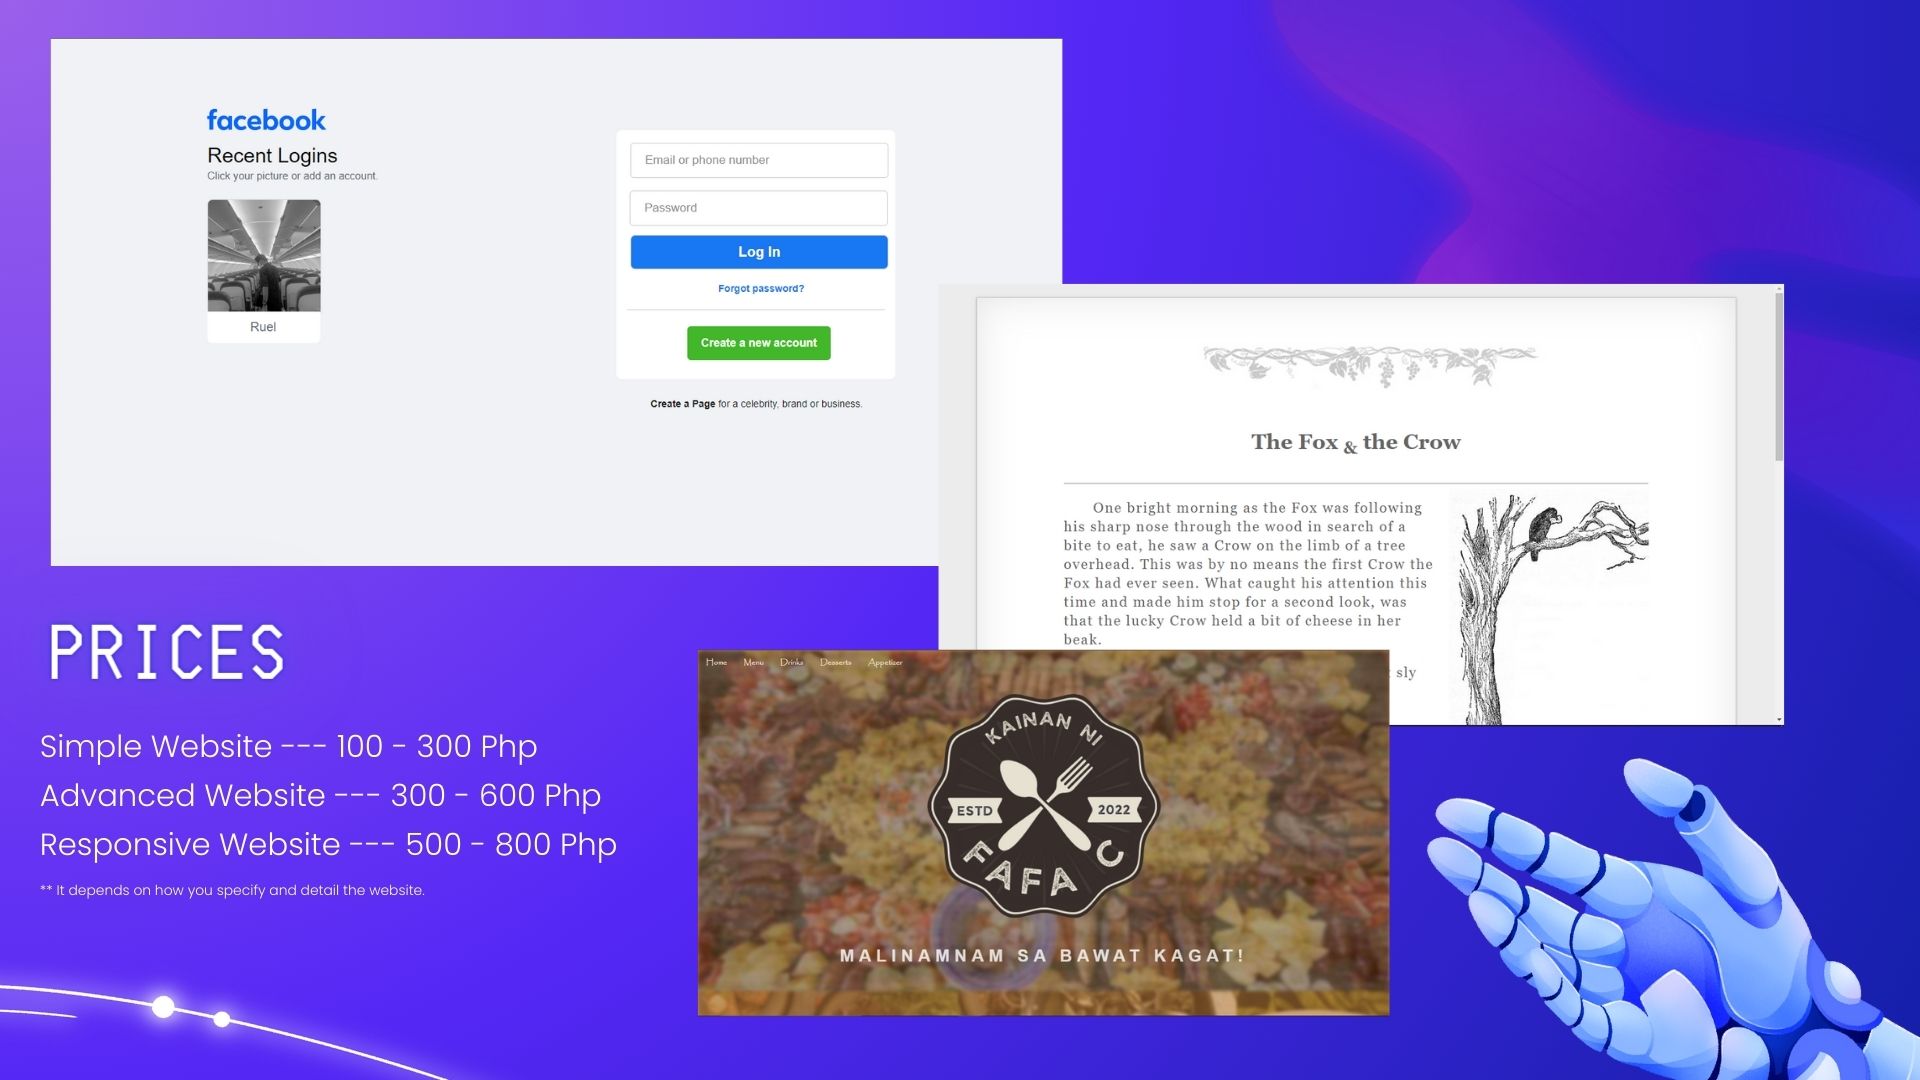 facebook
Recent Logins
Click your picture or add an account.
Ruel
Email or phone number
Password
Log In
Forgot password?
Create a new account
Create a Page for a celebrity, brand or business.
The Fox & the Crow
One bright morning as the Fox was following
his sharp nose through the wood in search of a
bite to eat, he saw a Crow on the limb of a tree
overhead. This was by no means the first Crow the
Fox had ever seen. What caught his attention this
time and made him stop for a second look, was
that the lucky Crow held a bit of cheese in her
beak.
sly
PRICES
Simple Website --- 100 - 300 Php
Advanced Website --- 300 - 600 Php
Responsive Website --- 500 - 800 Php
** It depends on how you specify and detail the website.
Home Menu Drinks Desserts Appetizer
KAINAN NI
ESTD 2022
FAFA C
MALINAMNAM SA BAWAT KAGAT!